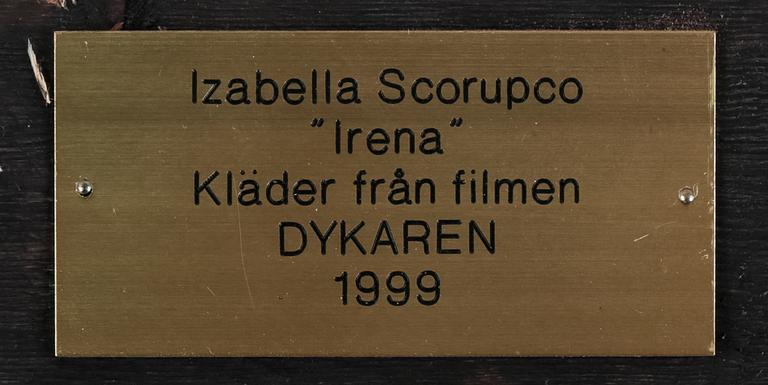 Izabella Scorupco
"Irena"
Kläder från filmen
DYKAREN
1999